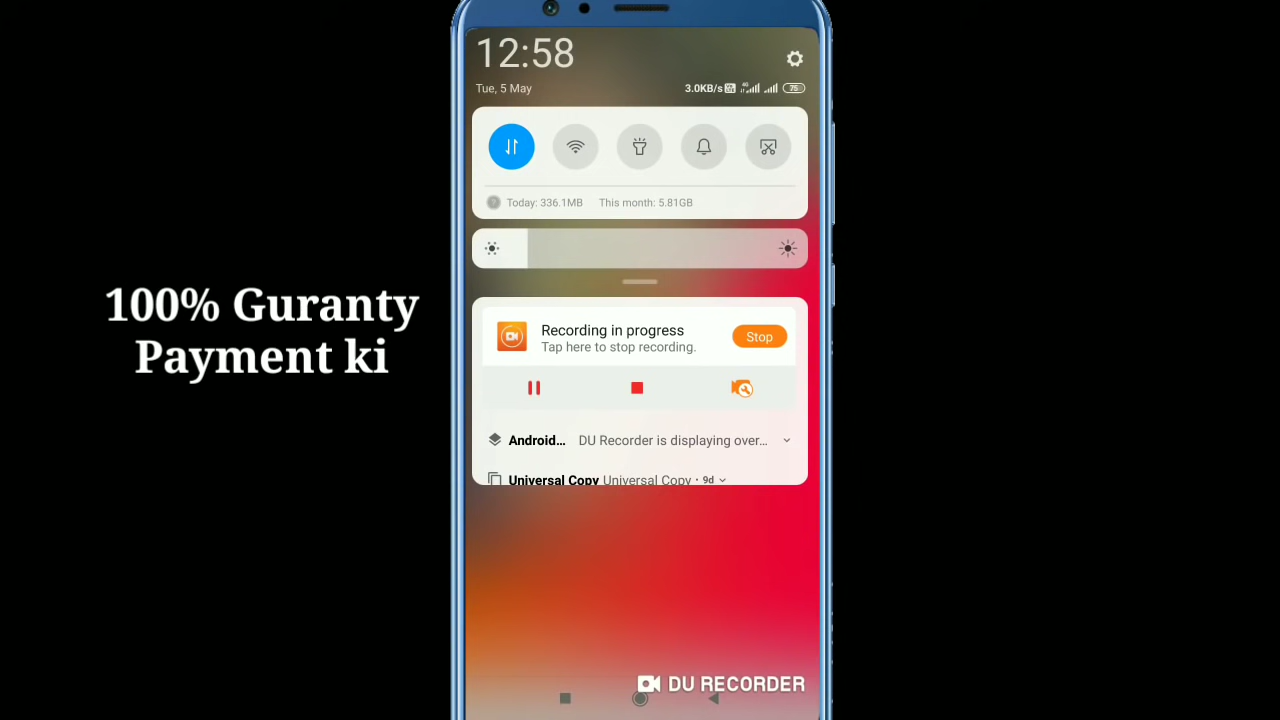 12:58
Tue, 5 May
3.0KB/s 4G 75
Today: 336.1MB This month: 5.81GB
100% Guranty
Payment ki
Recording in progress
Stop
Tap here to stop recording.
Android... DU Recorder is displaying over...
Universal Copy Universal Copy · 9d
DU RECORDER